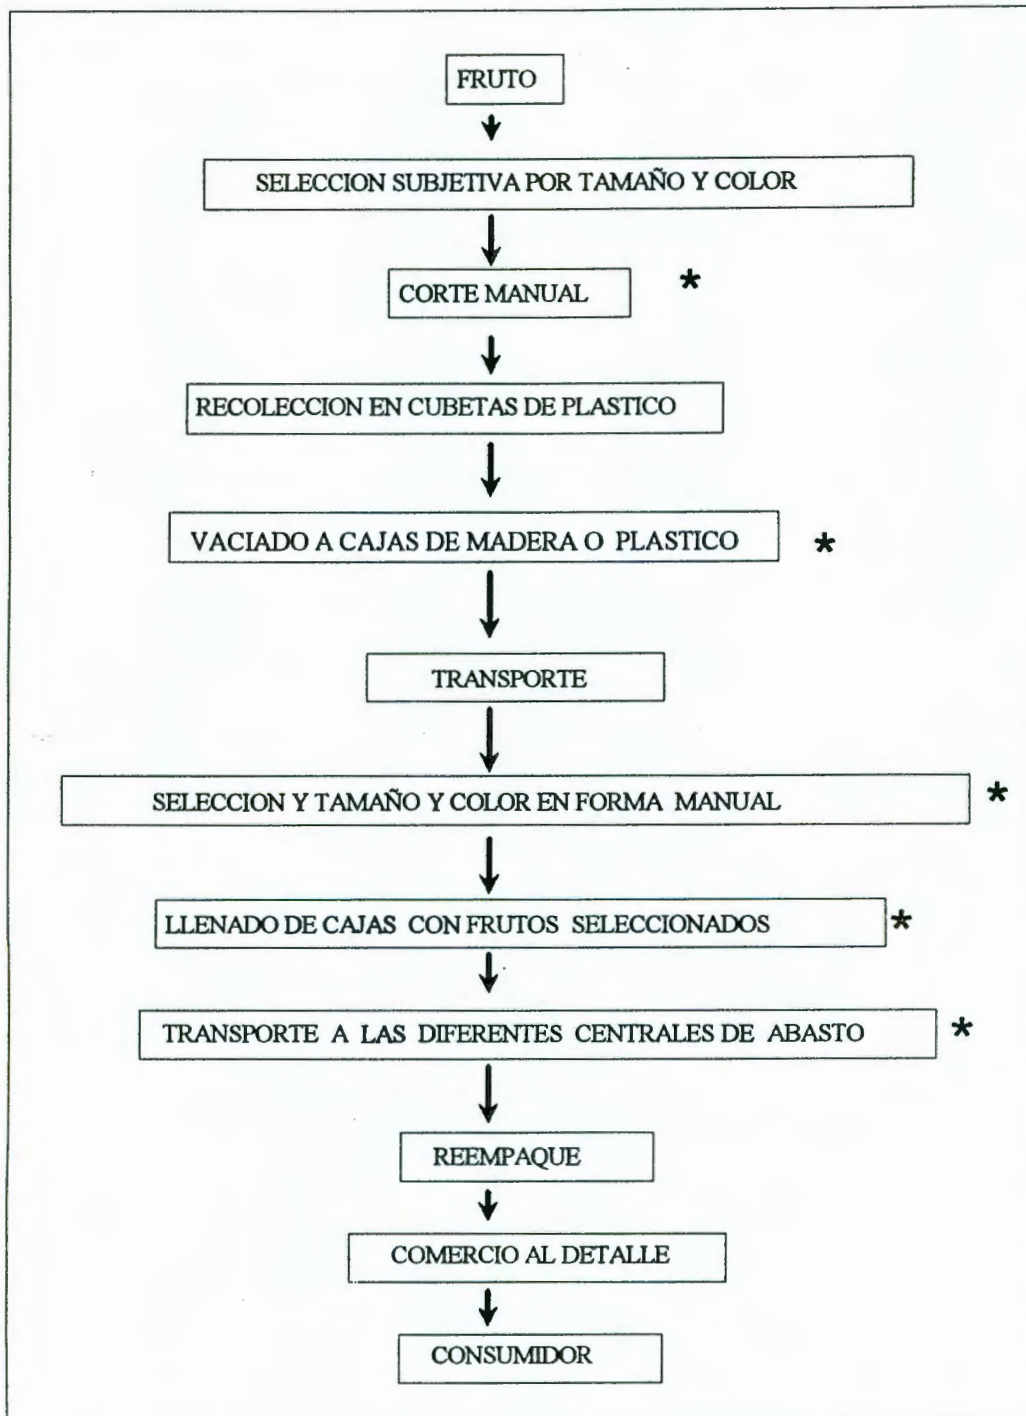 FRUTO
SELECCION SUBJETIVA POR TAMAÑO Y COLOR
CORTE MANUAL *
RECOLECCION EN CUBETAS DE PLASTICO
VACIADO A CAJAS DE MADERA O PLASTICO *
TRANSPORTE
SELECCION Y TAMAÑO Y COLOR EN FORMA MANUAL *
LLENADO DE CAJAS CON FRUTOS SELECCIONADOS *
TRANSPORTE A LAS DIFERENTES CENTRALES DE ABASTO *
REEMPAQUE
COMERCIO AL DETALLE
CONSUMIDOR